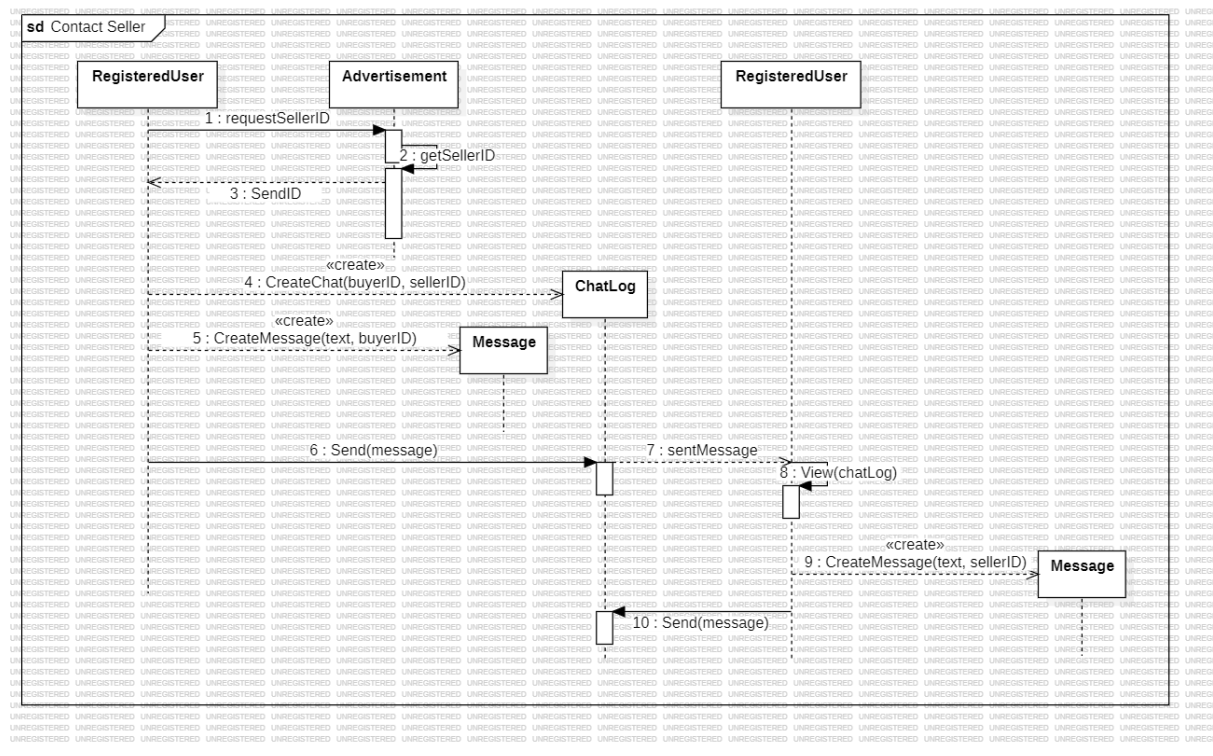 sd Contact Seller
RegisteredUser
Advertisement
RegisteredUser
1 : requestSellerID
2 : getSellerID
3 : SendID
«create»
4 : CreateChat(buyerID, sellerID)
ChatLog
«create»
5 : CreateMessage(text, buyerID)
Message
6 : Send(message)
7 : sentMessage
8 : View(chatLog)
«create»
9 : CreateMessage(text, sellerID)
Message
10 : Send(message)
UNREGISTERED